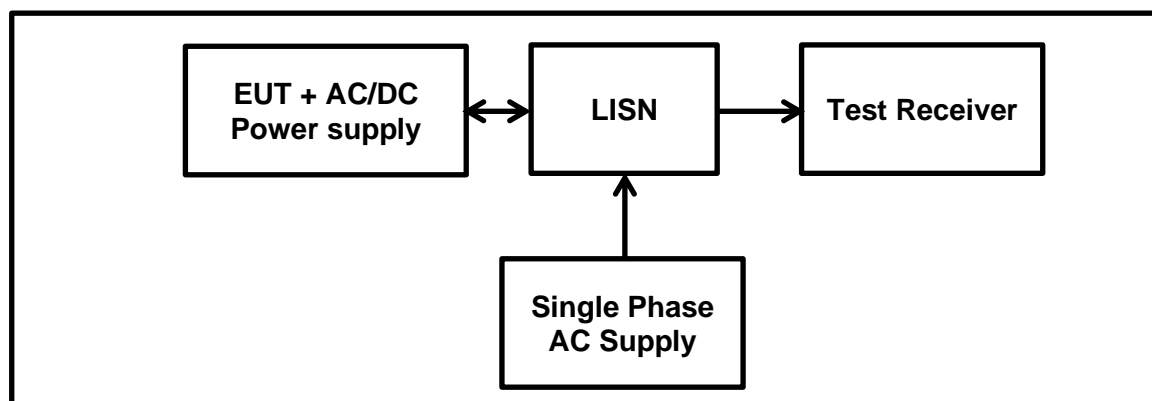 EUT + AC/DC
Power supply
LISN
Test Receiver
Single Phase
AC Supply